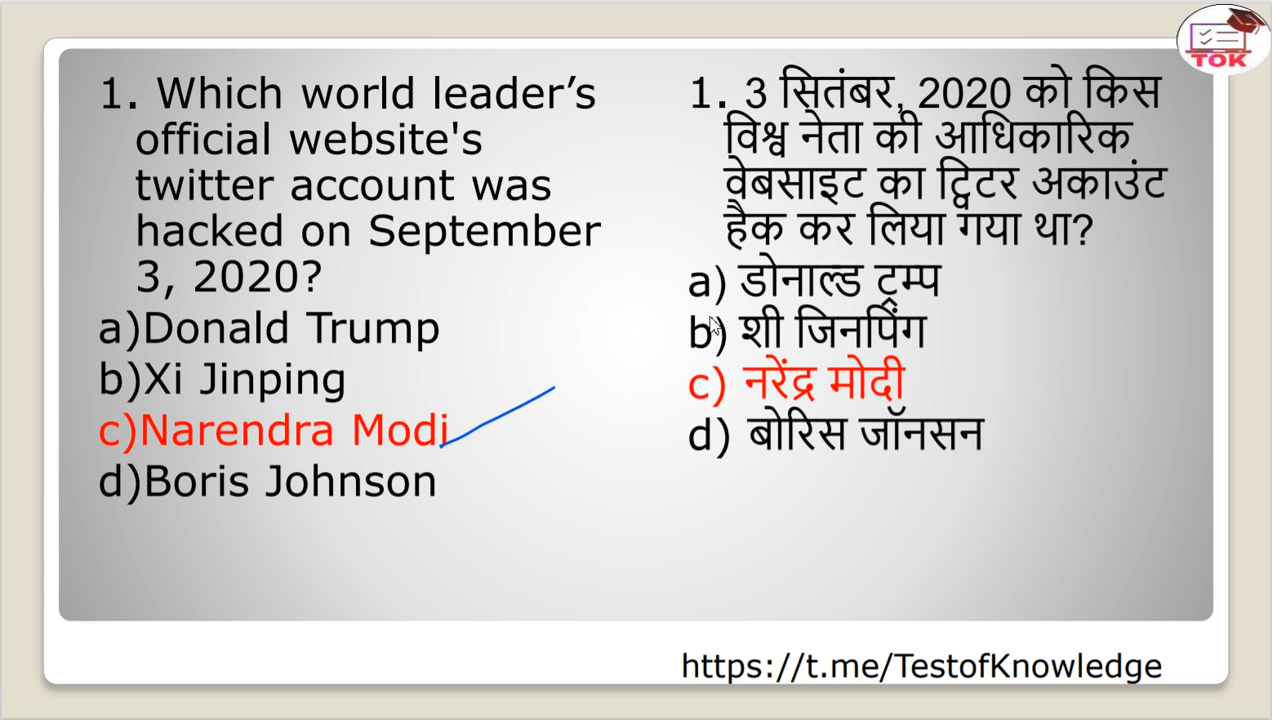 TOK
1. Which world leader’s
official website's
twitter account was
hacked on September
3, 2020?
a)Donald Trump
b)Xi Jinping
c)Narendra Modi
d)Boris Johnson
1. 3 सितंबर, 2020 को किस
विश्व नेता की आधिकारिक
वेबसाइट का ट्विटर अकाउंट
हैक कर लिया गया था?
a) डोनाल्ड ट्रम्प
b) शी जिनपिंग
c) नरेंद्र मोदी
d) बोरिस जॉनसन
https://t.me/TestofKnowledge